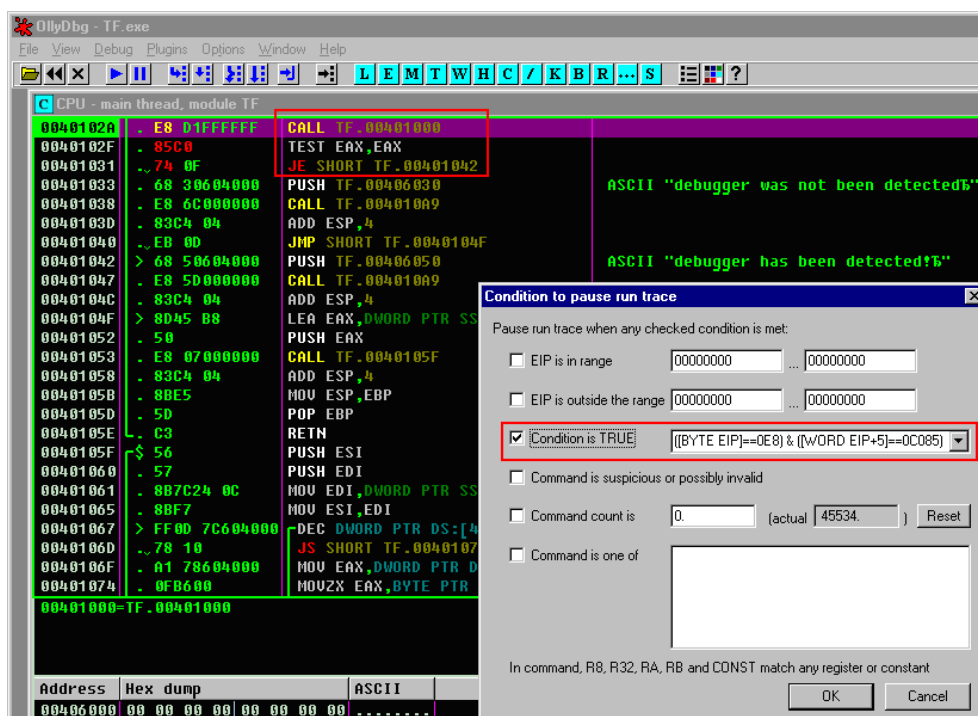 OllyDbg - TF.exe
File View Debug Plugins Options Window Help
L E M T W H C / K B R ... S ?
C CPU - main thread, module TF
0040102A . E8 D1FFFFFF CALL TF.00401000
0040102F . 85C0 TEST EAX,EAX
00401031 .˅74 0F JE SHORT TF.00401042
00401033 . 68 30604000 PUSH TF.00406030 ASCII "debugger was not been detectedЂ"
00401038 . E8 6C000000 CALL TF.004010A9
0040103D . 83C4 04 ADD ESP,4
00401040 .˅EB 0D JMP SHORT TF.0040104F
00401042 > 68 50604000 PUSH TF.00406050 ASCII "debugger has been detected!Ђ"
00401047 . E8 5D000000 CALL TF.004010A9
0040104C . 83C4 04 ADD ESP,4
0040104F > 8D45 B8 LEA EAX,DWORD PTR SS
00401052 . 50 PUSH EAX
00401053 . E8 07000000 CALL TF.0040105F
00401058 . 83C4 04 ADD ESP,4
0040105B . 8BE5 MOV ESP,EBP
0040105D . 5D POP EBP
0040105E . C3 RETN
0040105F $ 56 PUSH ESI
00401060 . 57 PUSH EDI
00401061 . 8B7C24 0C MOV EDI,DWORD PTR SS
00401065 . 8BF7 MOV ESI,EDI
00401067 > FF0D 7C604000 DEC DWORD PTR DS:[4
0040106D .˅78 10 JS SHORT TF.0040107
0040106F . A1 78604000 MOV EAX,DWORD PTR D
00401074 . 0FB600 MOVZX EAX,BYTE PTR
00401000=TF.00401000
Address Hex dump ASCII
00406000 00 00 00 00 00 00 00 00 ........
Condition to pause run trace
Pause run trace when any checked condition is met:
EIP is in range 00000000 ... 00000000
EIP is outside the range 00000000 ... 00000000
Condition is TRUE ([BYTE EIP]==0E8) & ([WORD EIP+5]==0C085)
Command is suspicious or possibly invalid
Command count is 0. (actual 45534. ) Reset
Command is one of
In command, R8, R32, RA, RB and CONST match any register or constant
OK Cancel